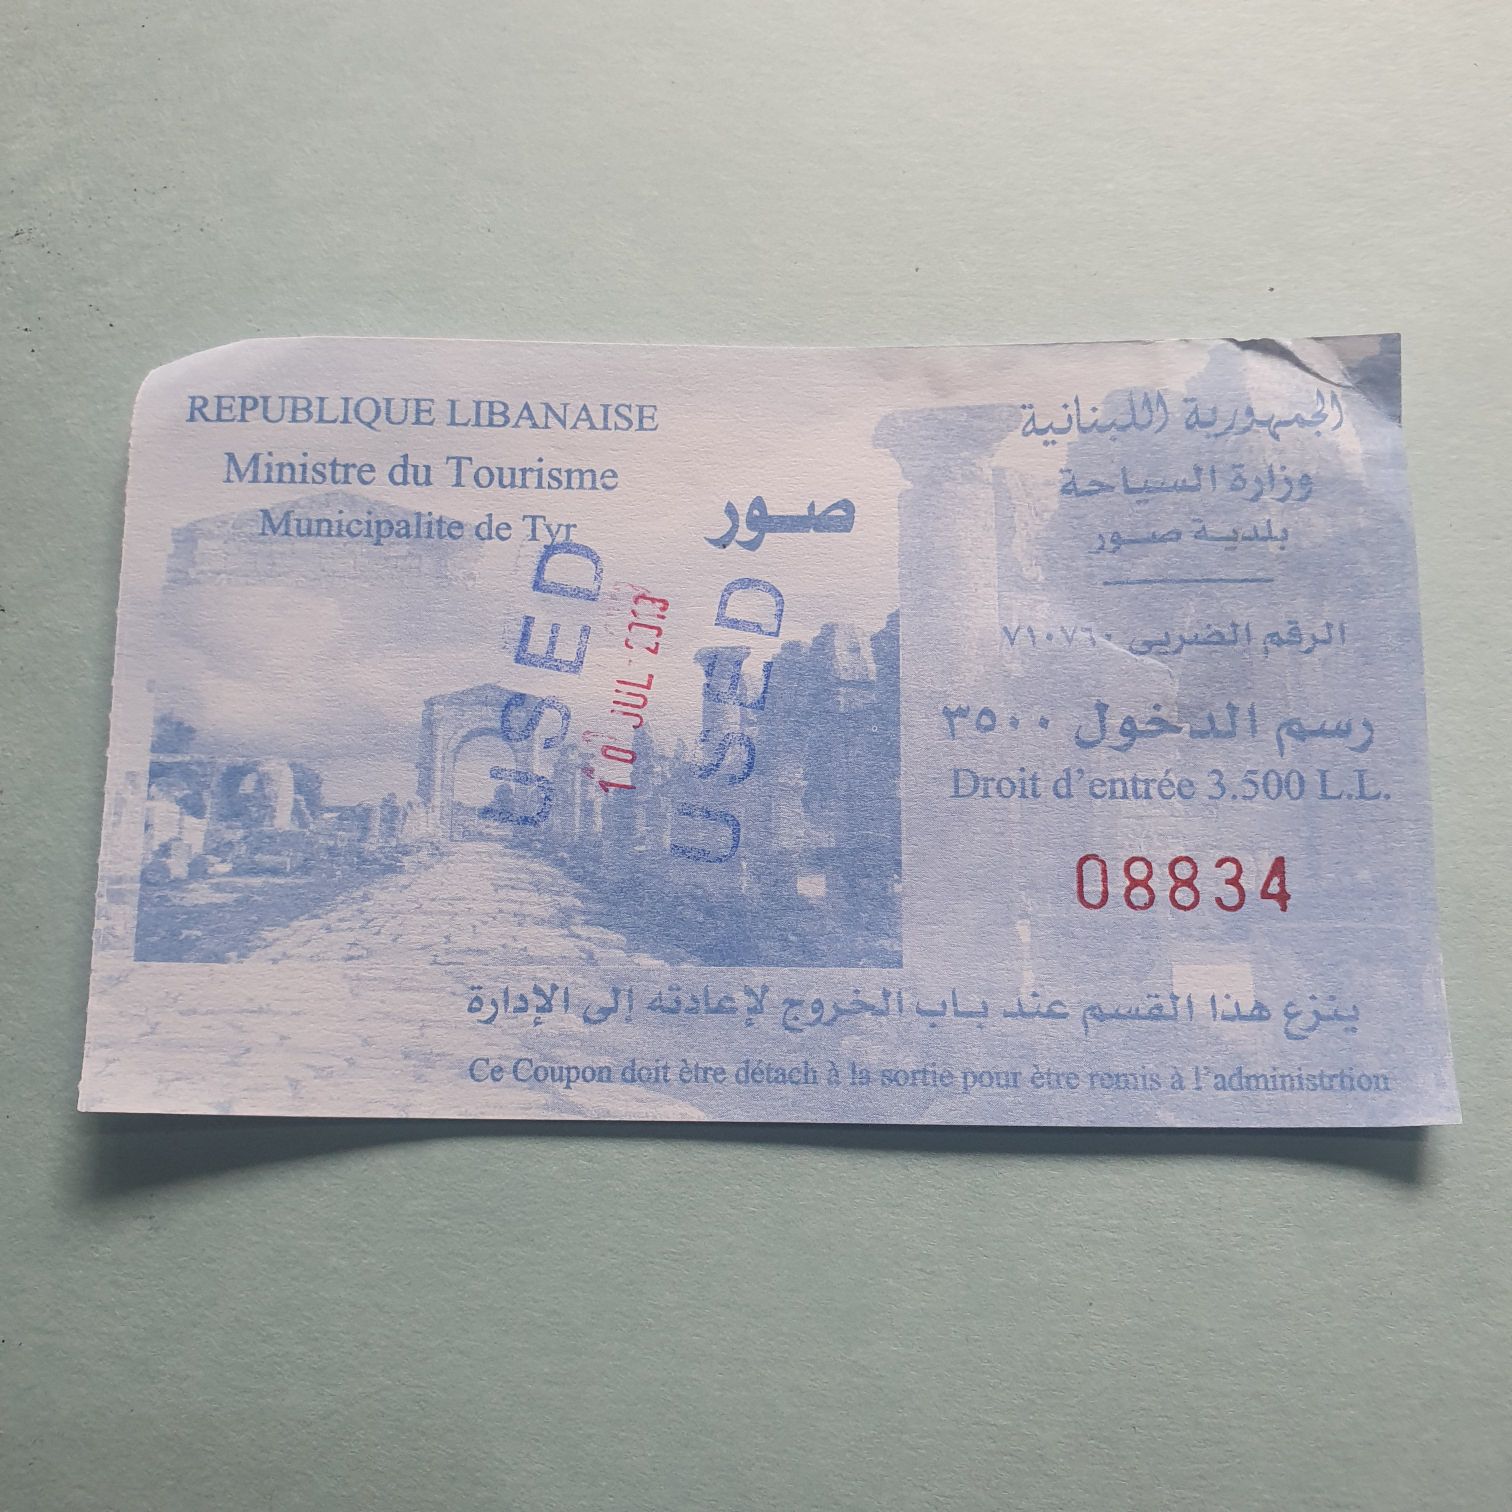 REPUBLIQUE LIBANAISE
Ministre du Tourisme
Municipalite de Tyr
صور
الجمهورية اللبنانية
وزارة السياحة
بلدية صور
الرقم الضريبي ٧١٠٧٦٠
رسم الدخول ٣٥٠٠
Droit d'entrée 3.500 L.L.
08834
USED
10 JUL 2013
USED
ينزع هذا القسم عند باب الخروج لإعادته إلى الإدارة
Ce Coupon doit ètre détach à la sortie pour ètre remis à l'administrtion